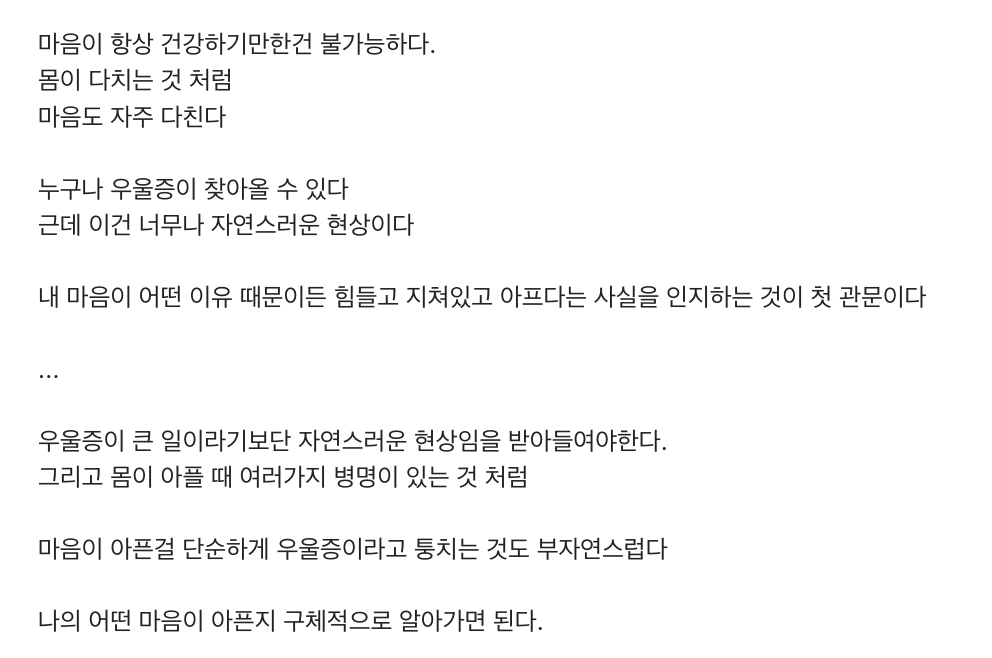 마음이 항상 건강하기만한건 불가능하다.
몸이 다치는 것 처럼
마음도 자주 다친다
누구나 우울증이 찾아올 수 있다
근데 이건 너무나 자연스러운 현상이다
내 마음이 어떤 이유 때문이든 힘들고 지쳐있고 아프다는 사실을 인지하는 것이 첫 관문이다
...
우울증이 큰 일이라기보단 자연스러운 현상임을 받아들여야한다.
그리고 몸이 아플 때 여러가지 병명이 있는 것 처럼
마음이 아픈걸 단순하게 우울증이라고 퉁치는 것도 부자연스럽다
나의 어떤 마음이 아픈지 구체적으로 알아가면 된다.